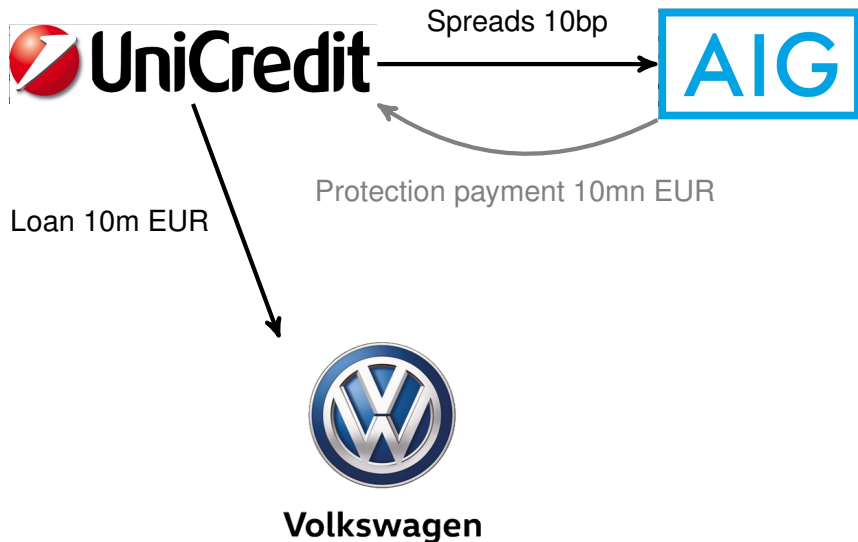 Spreads 10bp
UniCredit
AIG
Protection payment 10mn EUR
Loan 10m EUR
Volkswagen